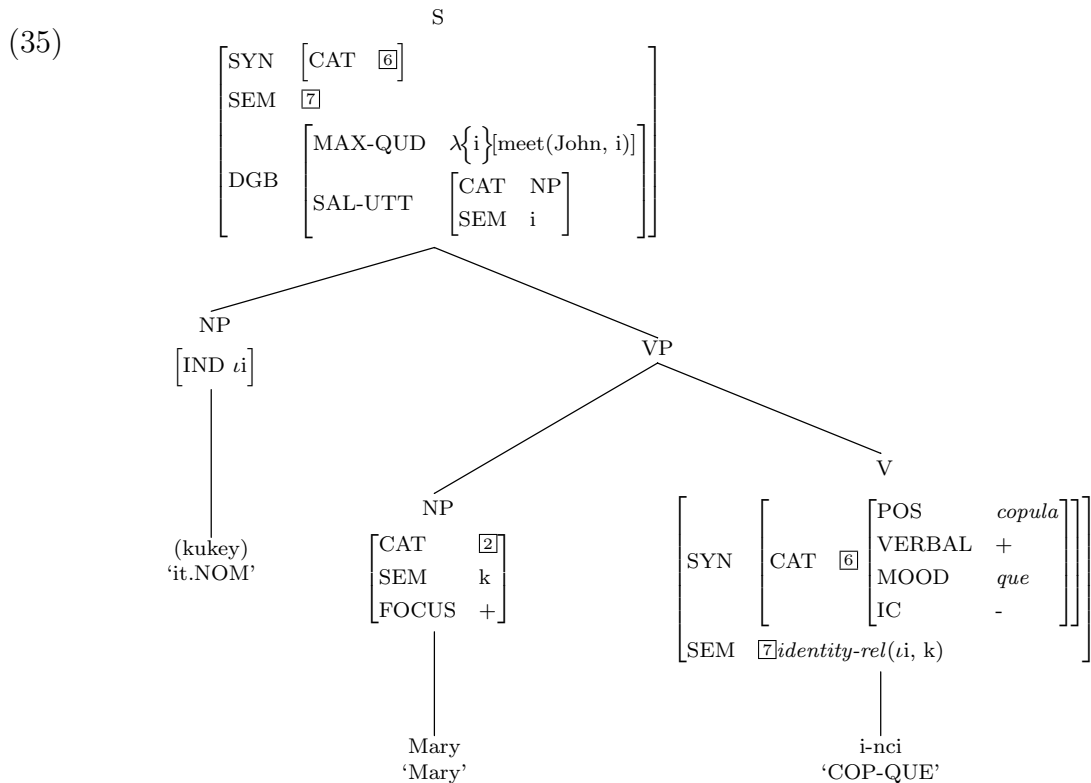 (35)
S
SYN [CAT 6]
SEM 7
DGB
MAX-QUD λ{i}[meet(John, i)]
SAL-UTT
CAT NP
SEM i
NP
[IND ιi]
(kukey)
‘it.NOM’
VP
NP
CAT 2
SEM k
FOCUS +
Mary
‘Mary’
V
SYN
CAT 6
POS copula
VERBAL +
MOOD que
IC -
SEM 7identity-rel(ιi, k)
i-nci
‘COP-QUE’